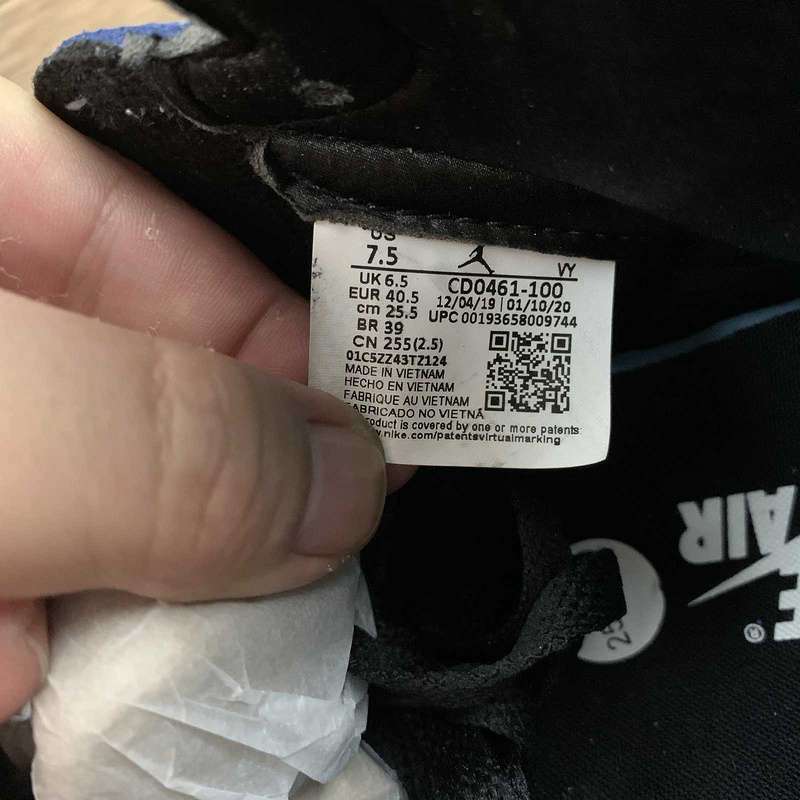 US
7.5
VY
UK 6.5
CD0461-100
EUR 40.5
12/04/19 | 01/10/20
cm 25.5
UPC 00193658009744
BR 39
CN 255(2.5)
01C5ZZ43TZ124
MADE IN VIETNAM
HECHO EN VIETNAM
FABRIQUE AU VIETNAM
FABRICADO NO VIETNÃ
product is covered by one or more patents
.nike.com/patentsvirtualmarking
AIR
®